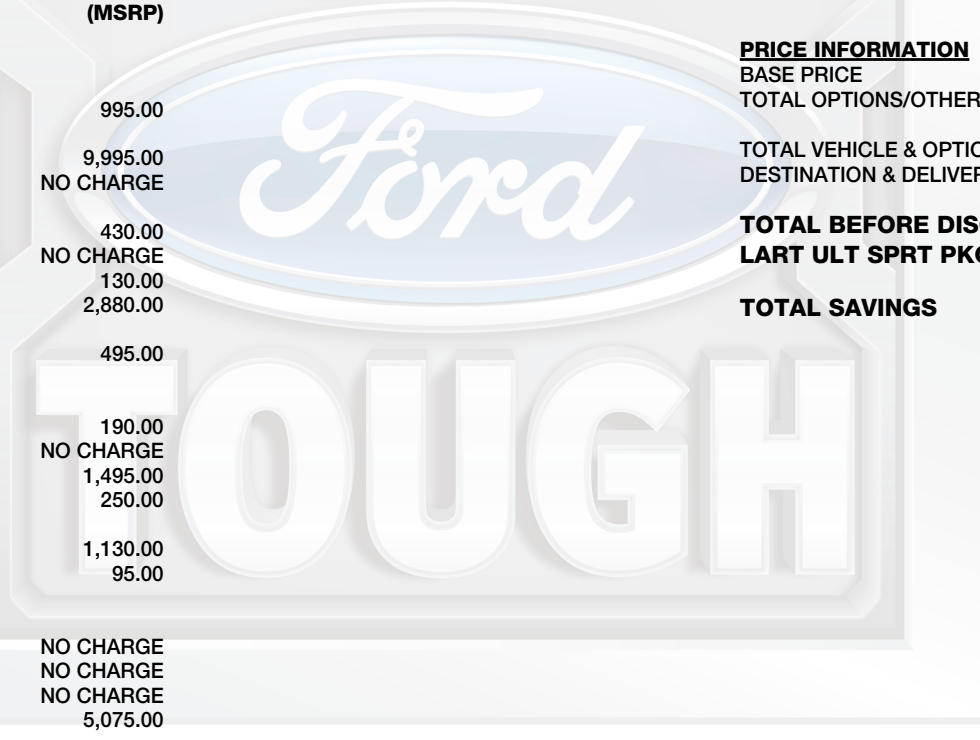 (MSRP)
995.00
9,995.00
NO CHARGE
430.00
NO CHARGE
130.00
2,880.00
495.00
190.00
NO CHARGE
1,495.00
250.00
1,130.00
95.00
NO CHARGE
NO CHARGE
NO CHARGE
5,075.00
PRICE INFORMATION
BASE PRICE
TOTAL OPTIONS/OTHER
TOTAL VEHICLE & OPTIO
DESTINATION & DELIVER
TOTAL BEFORE DIS
LART ULT SPRT PK
TOTAL SAVINGS
Ford
TOUGH